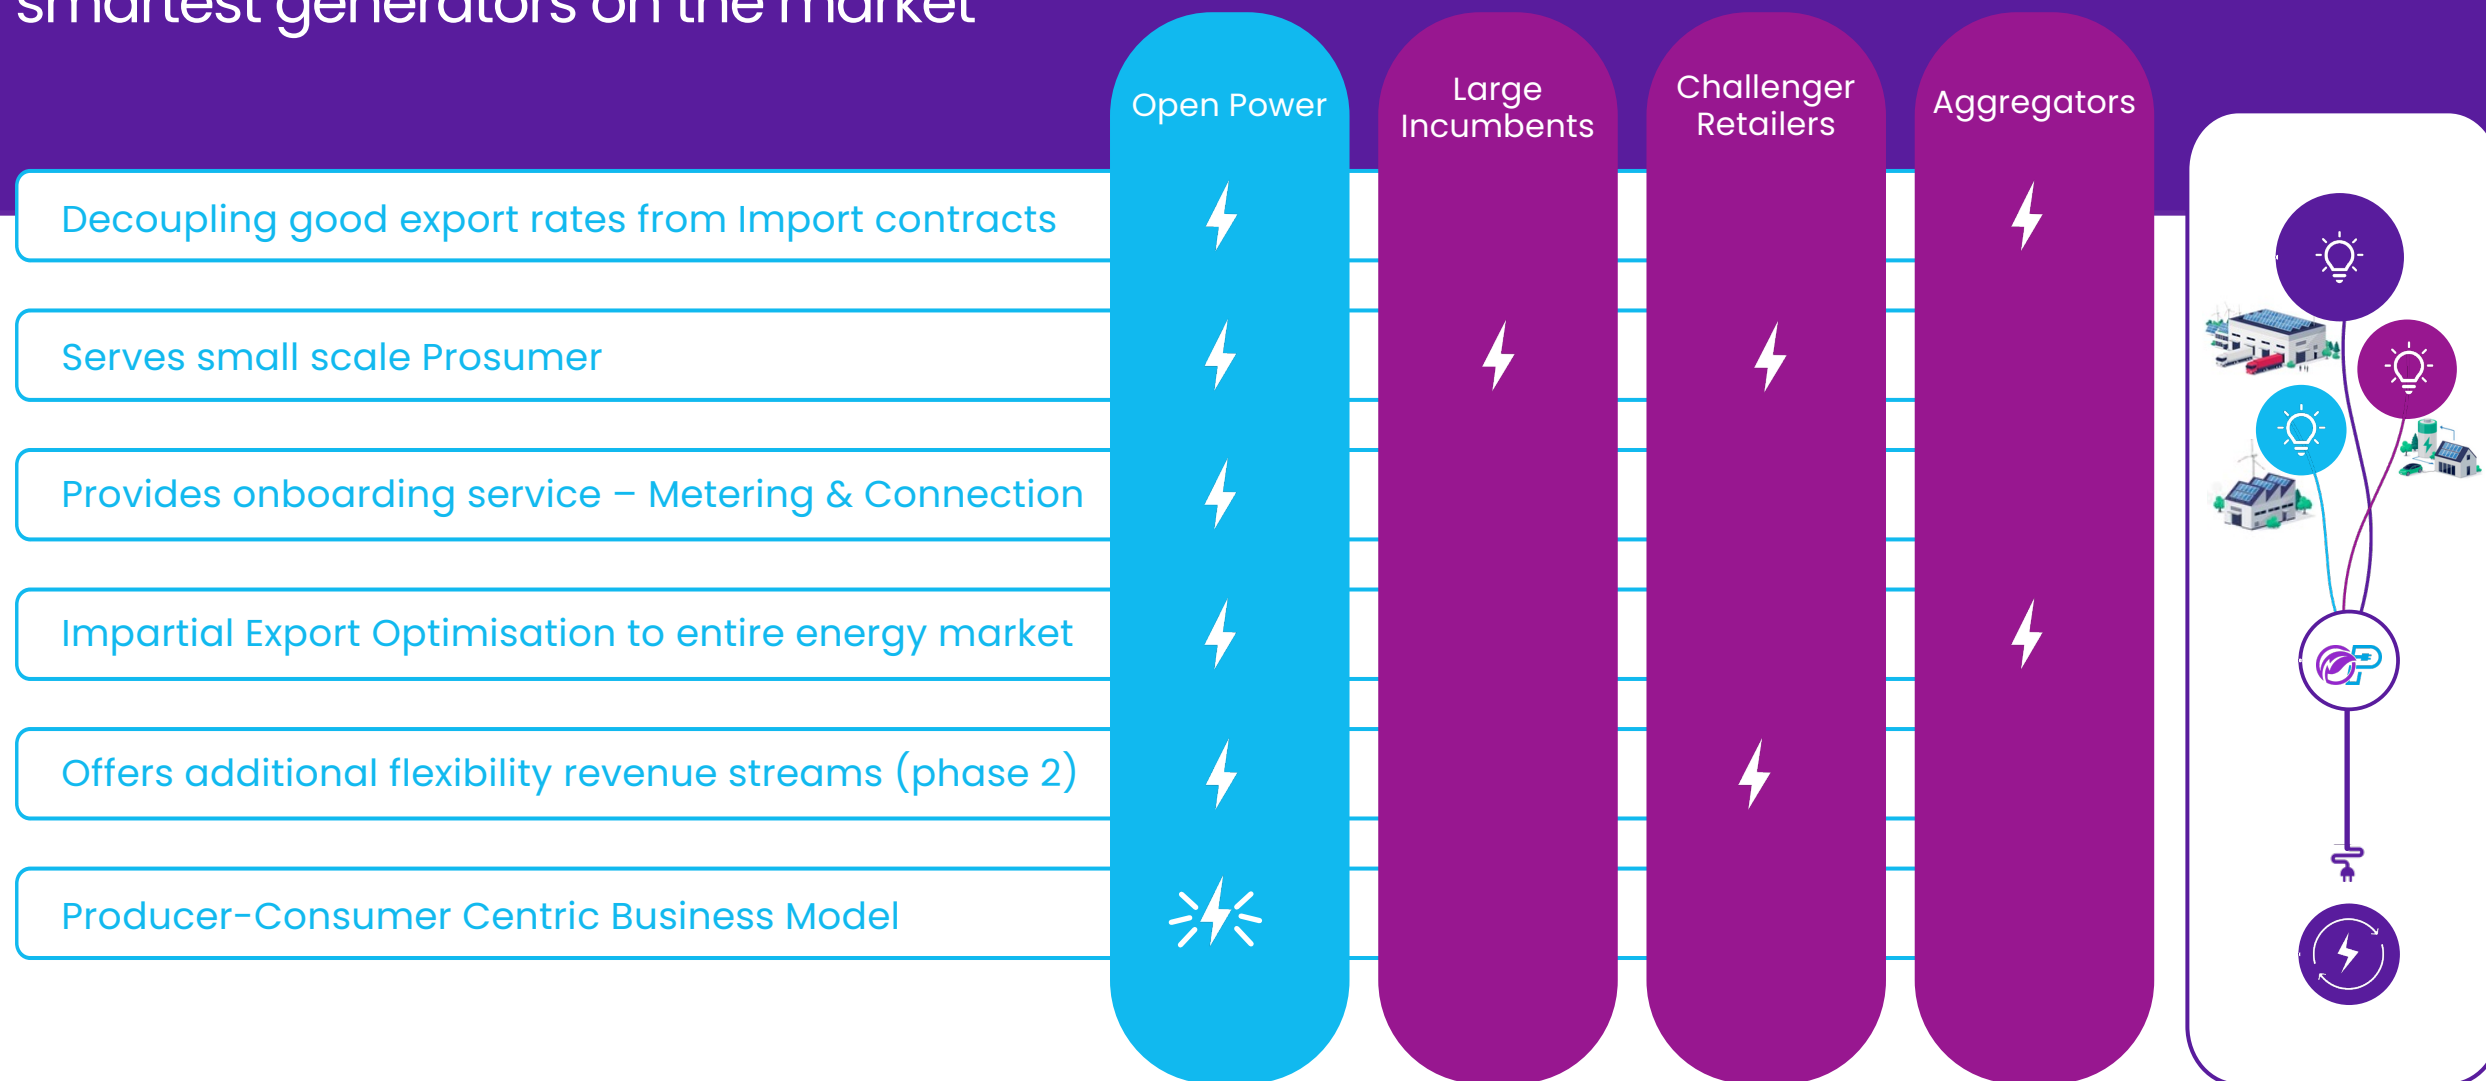 smartest generators on the market
Open Power
Large
Incumbents
Challenger
Retailers
Aggregators
Decoupling good export rates from Import contracts
Serves small scale Prosumer
Provides onboarding service – Metering & Connection
Impartial Export Optimisation to entire energy market
Offers additional flexibility revenue streams (phase 2)
Producer-Consumer Centric Business Model